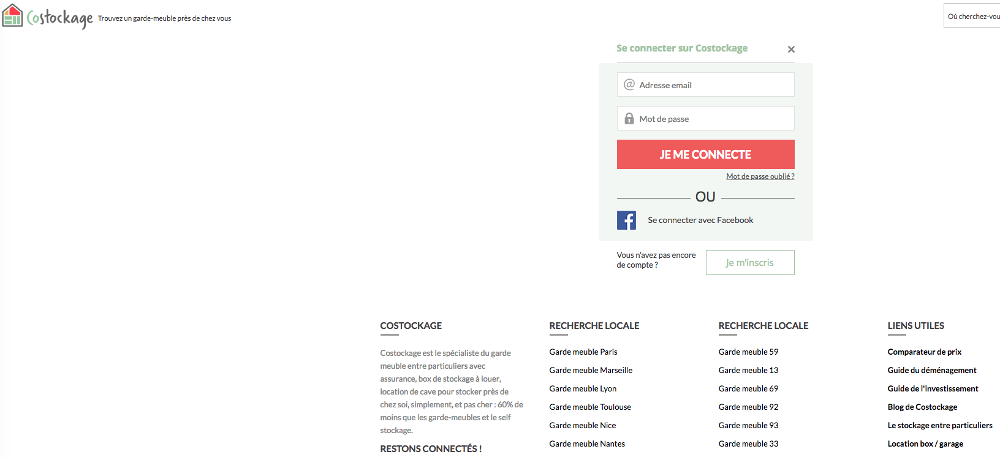 Costockage Trouvez un garde-meuble près de chez vous
Où cherchez-vou
Se connecter sur Costockage
Adresse email
Mot de passe
JE ME CONNECTE
Mot de passe oublié ?
OU
Se connecter avec Facebook
Vous n'avez pas encore
de compte ?
Je m'inscris
COSTOCKAGE
Costockage est le spécialiste du garde
meuble entre particuliers avec
assurance, box de stockage à louer,
location de cave pour stocker près de
chez soi, simplement, et pas cher : 60% de
moins que les garde-meubles et le self
stockage.
RESTONS CONNECTÉS !
RECHERCHE LOCALE
Garde meuble Paris
Garde meuble Marseille
Garde meuble Lyon
Garde meuble Toulouse
Garde meuble Nice
Garde meuble Nantes
RECHERCHE LOCALE
Garde meuble 59
Garde meuble 13
Garde meuble 69
Garde meuble 92
Garde meuble 93
Garde meuble 33
LIENS UTILES
Comparateur de prix
Guide du déménagement
Guide de l'investissement
Blog de Costockage
Le stockage entre particuliers
Location box / garage